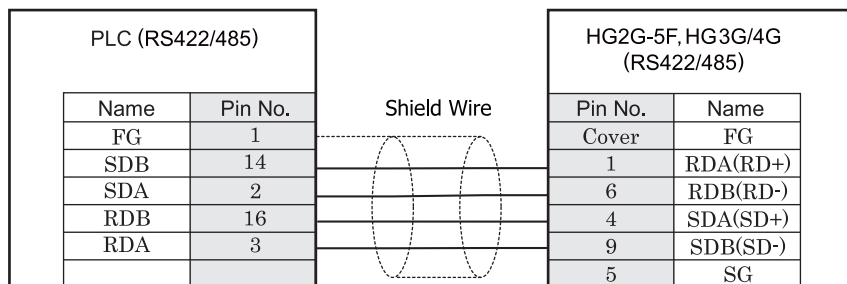 PLC (RS422/485)
HG2G-5F, HG3G/4G
(RS422/485)
Shield Wire
Name Pin No.
FG 1
SDB 14
SDA 2
RDB 16
RDA 3
Pin No. Name
Cover FG
1 RDA(RD+)
6 RDB(RD-)
4 SDA(SD+)
9 SDB(SD-)
5 SG